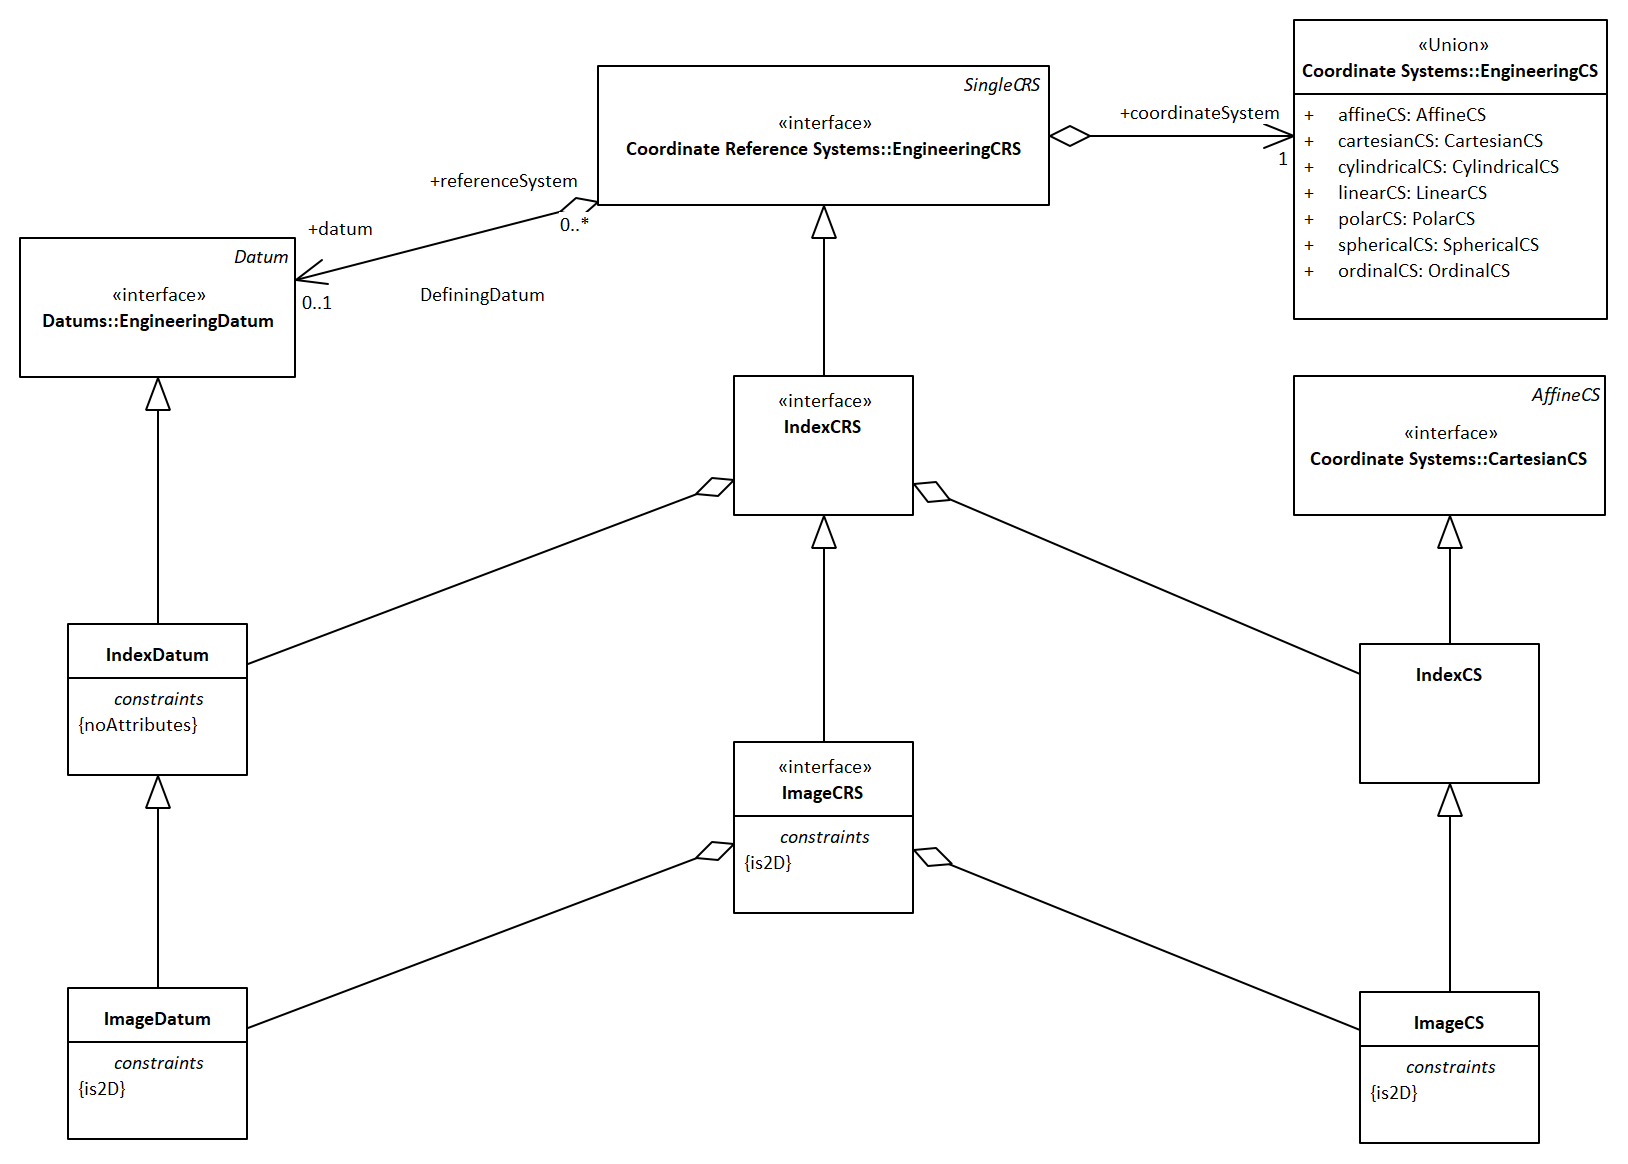 SingleCRS
«interface»
Coordinate Reference Systems::EngineeringCRS
«Union»
Coordinate Systems::EngineeringCS
+ affineCS: AffineCS
+ cartesianCS: CartesianCS
+ cylindricalCS: CylindricalCS
+ linearCS: LinearCS
+ polarCS: PolarCS
+ sphericalCS: SphericalCS
+ ordinalCS: OrdinalCS
+coordinateSystem
1
+referenceSystem
0..*
+datum
0..1
DefiningDatum
Datum
«interface»
Datums::EngineeringDatum
«interface»
IndexCRS
AffineCS
«interface»
Coordinate Systems::CartesianCS
IndexDatum
constraints
{noAttributes}
IndexCS
«interface»
ImageCRS
constraints
{is2D}
ImageDatum
constraints
{is2D}
ImageCS
constraints
{is2D}